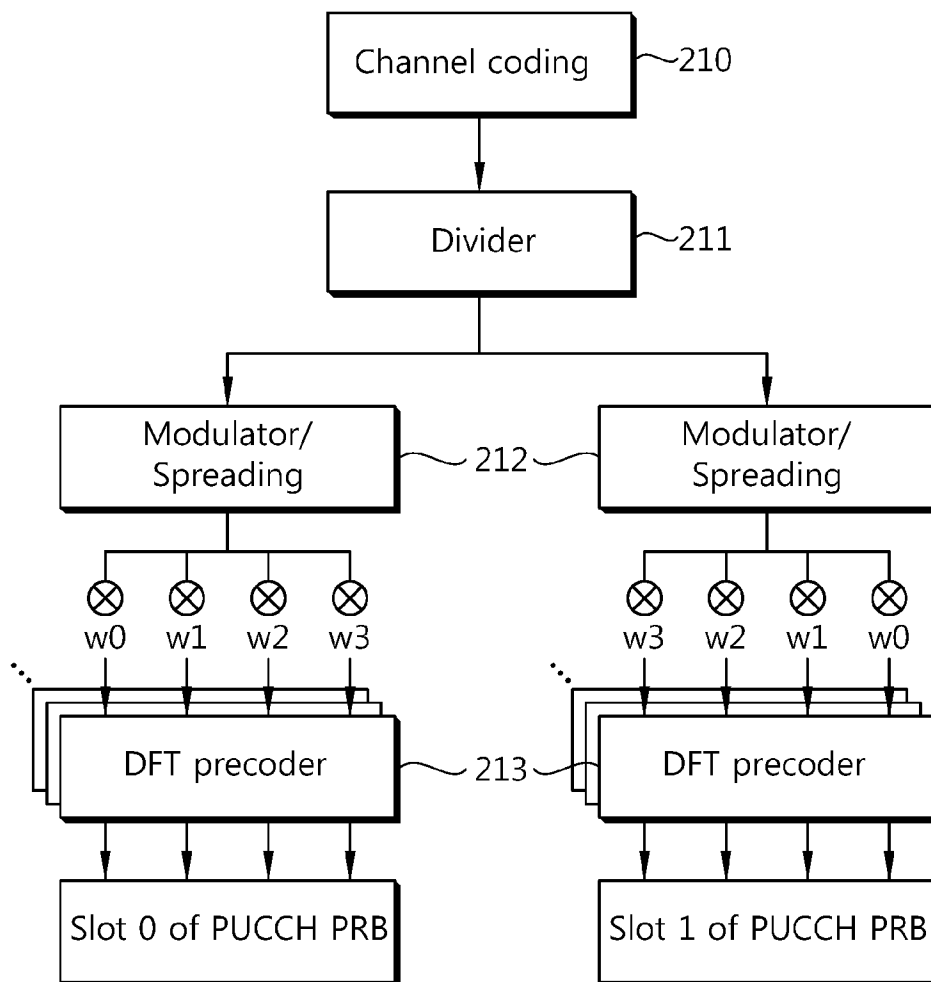 Channel coding
210
Divider
211
Modulator/
Spreading
212
Modulator/
Spreading
w0 w1 w2 w3
w3 w2 w1 w0
DFT precoder
213
DFT precoder
Slot 0 of PUCCH PRB
Slot 1 of PUCCH PRB